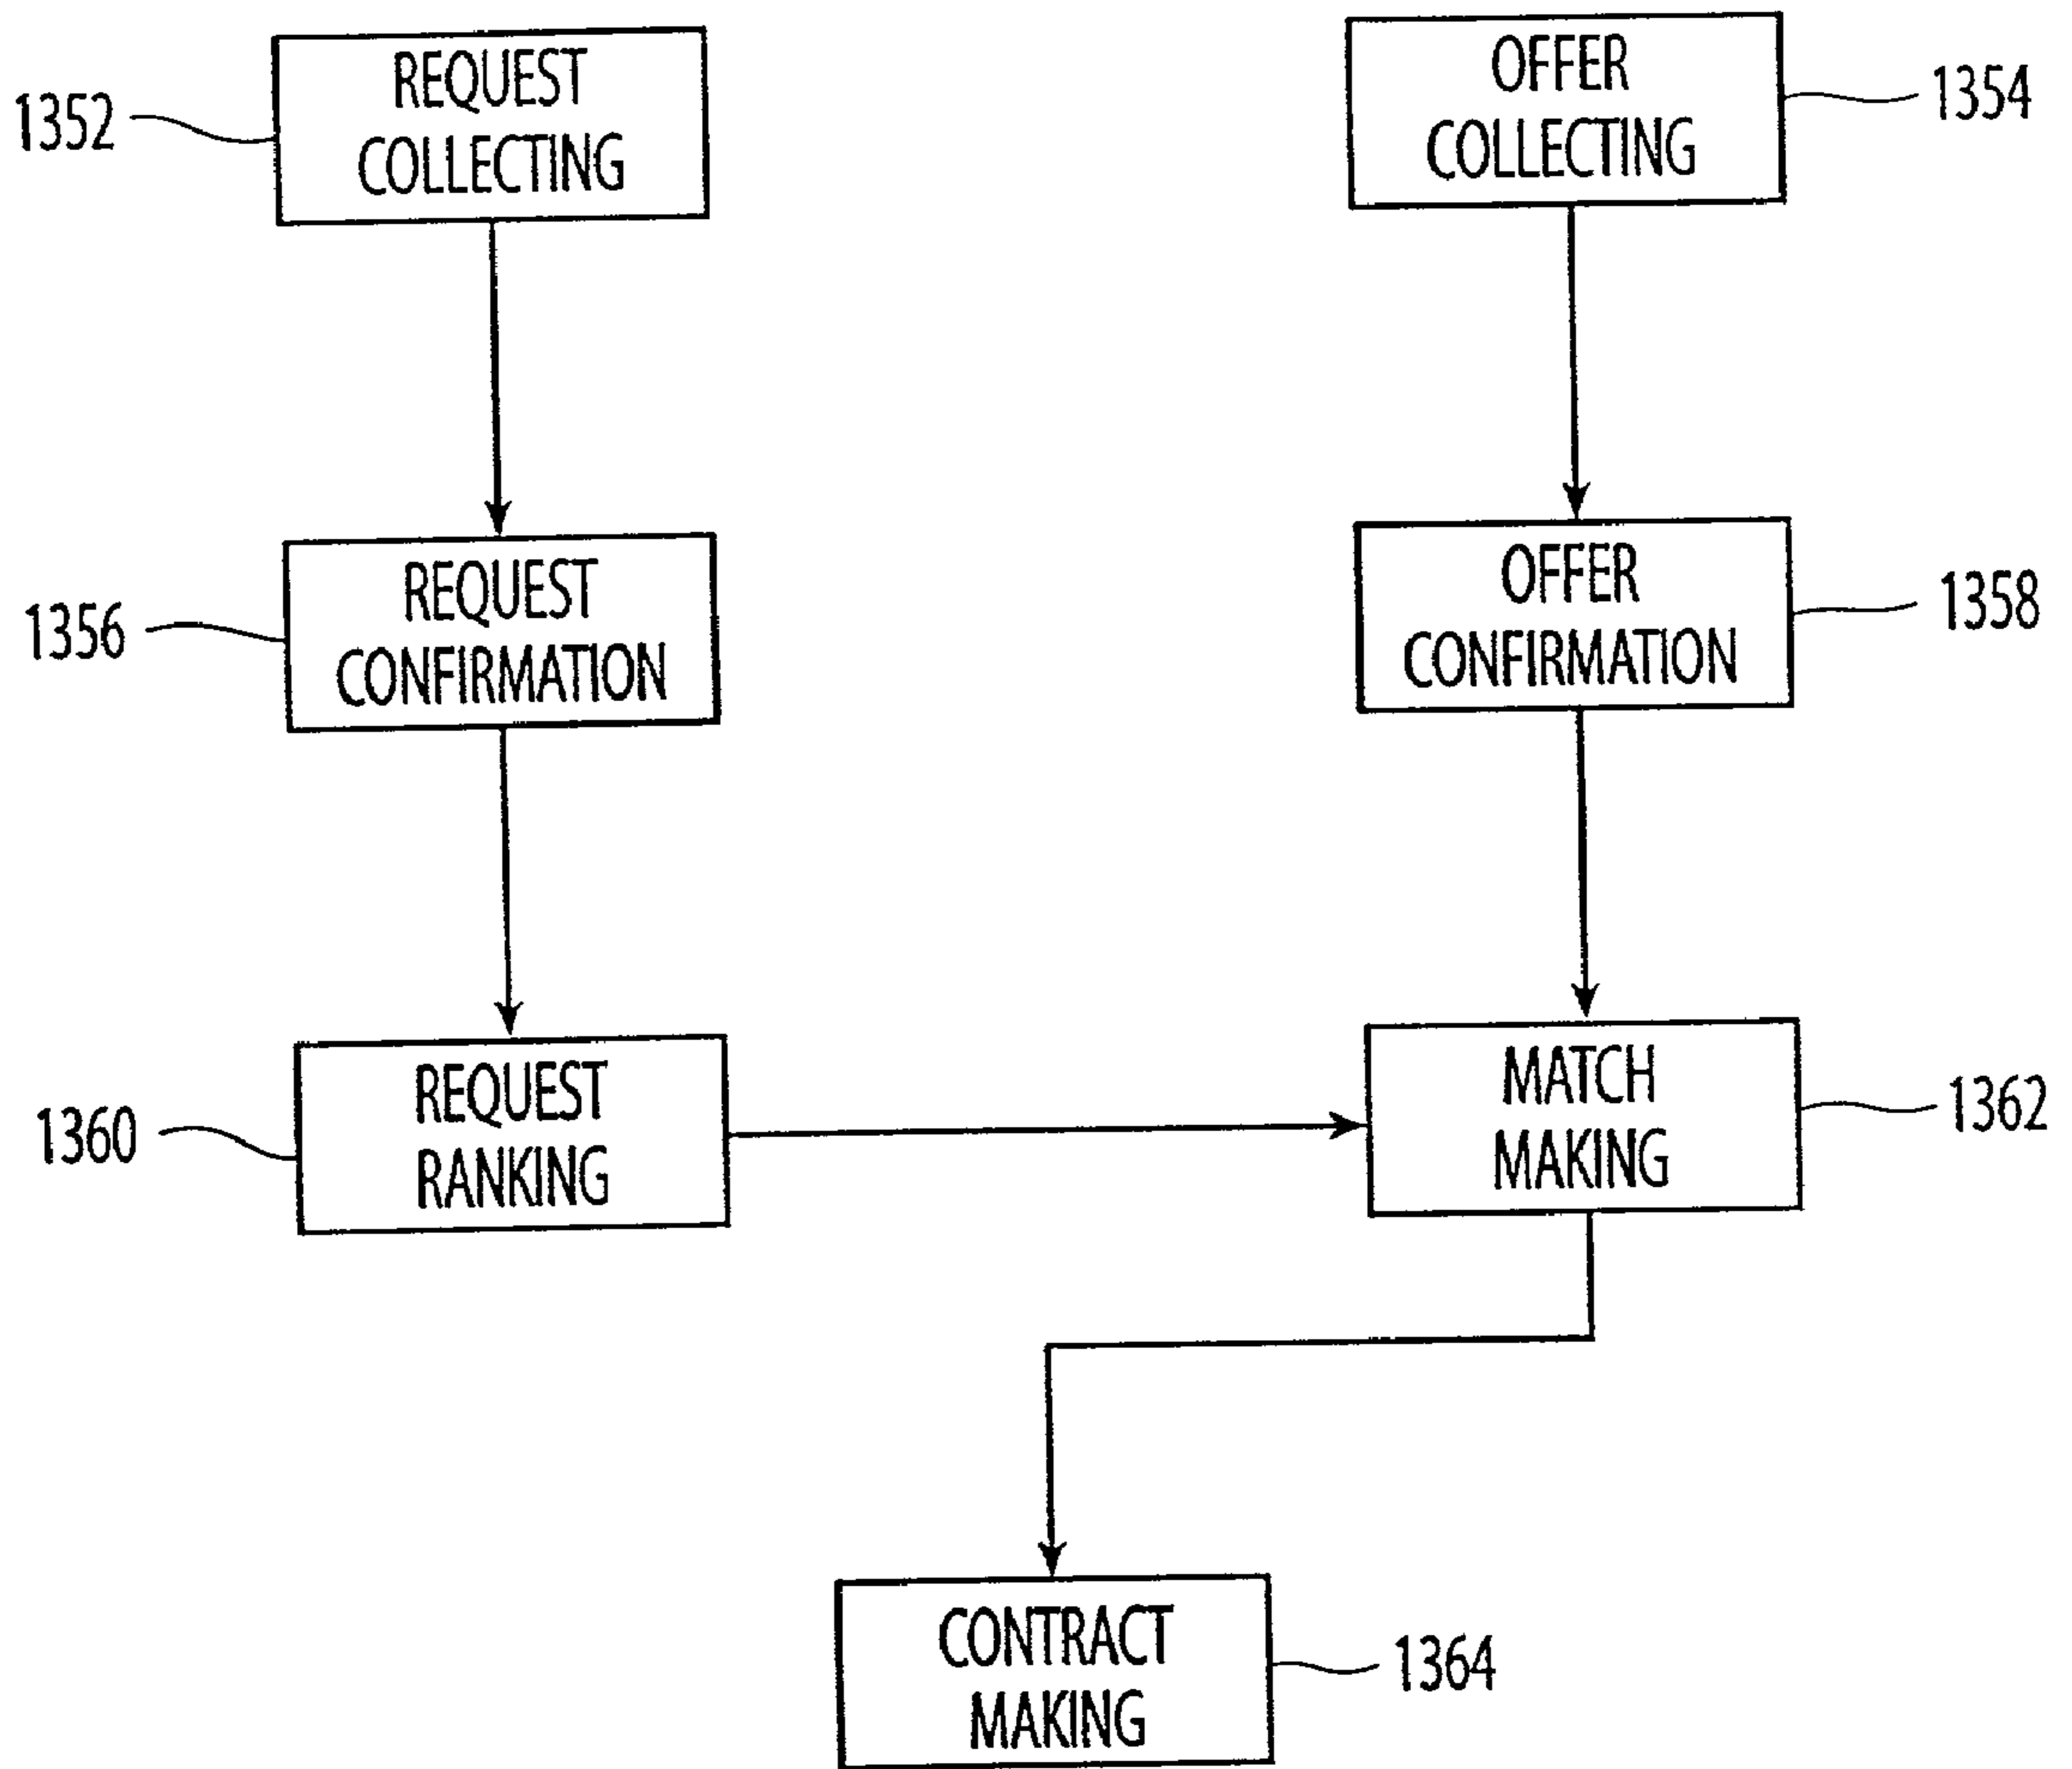 REQUEST
COLLECTING
1352
OFFER
COLLECTING
1354
REQUEST
CONFIRMATION
1356
OFFER
CONFIRMATION
1358
REQUEST
RANKING
1360
MATCH
MAKING
1362
CONTRACT
MAKING
1364